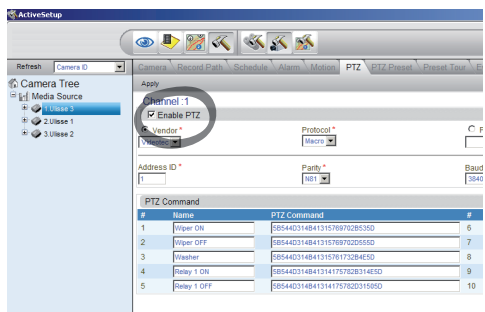 ActiveSetup
Refresh Camera ID
Camera Record Path Schedule Alarm Motion PTZ PTZ Preset Preset Tour
Camera Tree
Apply
Media Source
Channel :1
1.Ulisse 3
Enable PTZ
2.Ulisse 1
Vendor * Protocol *
3.Ulisse 2
Videotec Macro
Address ID * Parity * Baud
1 N81 3840
PTZ Command
# Name PTZ Command #
1 Wiper ON 5B544D314B41315769702B535D 6
2 Wiper OFF 5B544D314B41315769702D555D 7
3 Washer 5B544D314B41315761732B4E5D 8
4 Relay 1 ON 5B544D314B41314175782B314E5D 9
5 Relay 1 OFF 5B544D314B41314175782D31505D 10